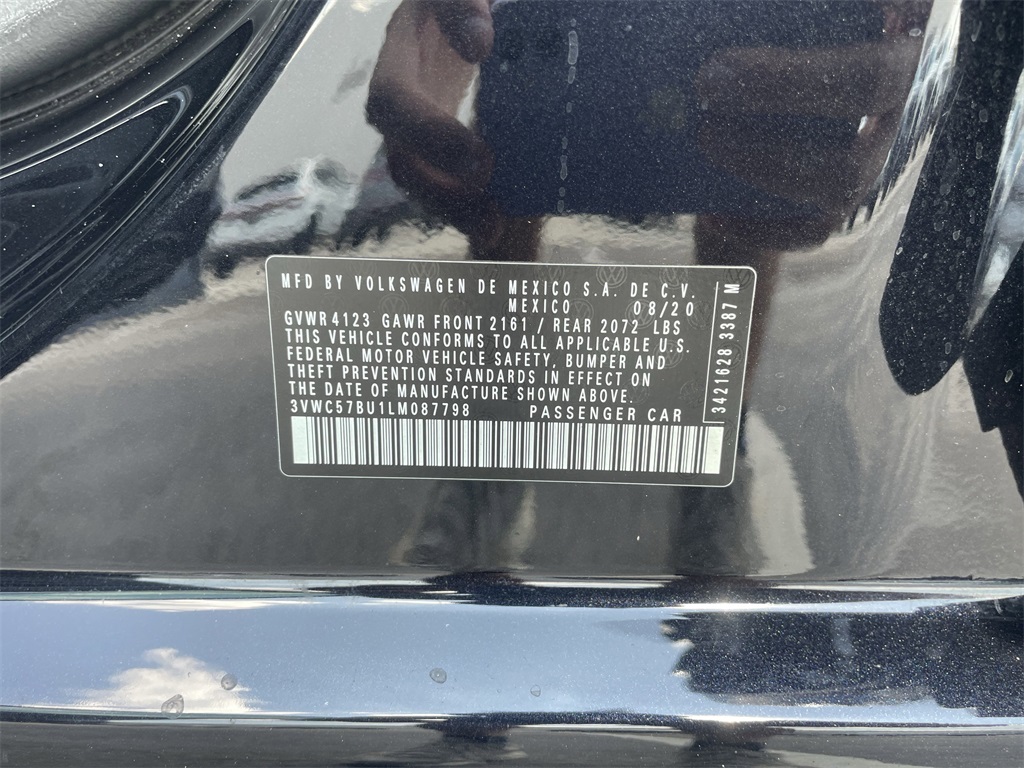 MFD BY VOLKSWAGEN DE MEXICO S.A. DE C.V.
MEXICO 08/20
GVWR 4123 GAWR FRONT 2161 / REAR 2072 LBS
THIS VEHICLE CONFORMS TO ALL APPLICABLE U.S.
FEDERAL MOTOR VEHICLE SAFETY, BUMPER AND
THEFT PREVENTION STANDARDS IN EFFECT ON
THE DATE OF MANUFACTURE SHOWN ABOVE.
3VWC57BU1LM087798 PASSENGER CAR
3421628 3387 M